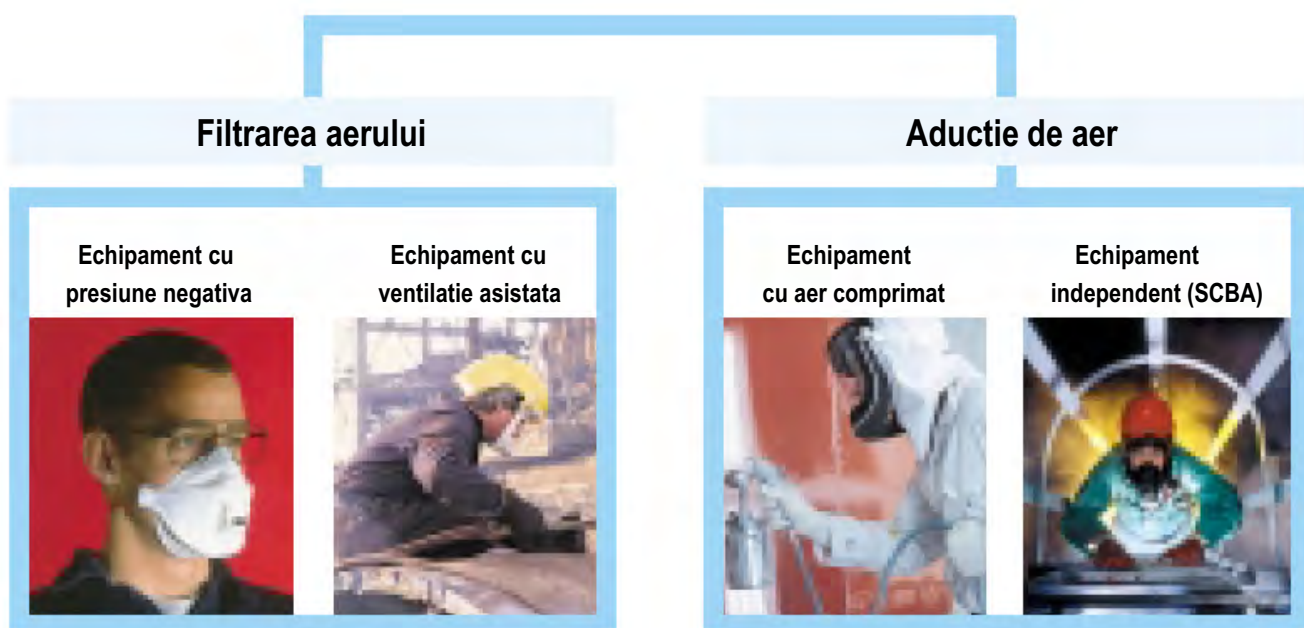 Filtrarea aerului
Aductie de aer
Echipament cu
presiune negativa
Echipament cu
ventilatie asistata
Echipament
cu aer comprimat
Echipament
independent (SCBA)